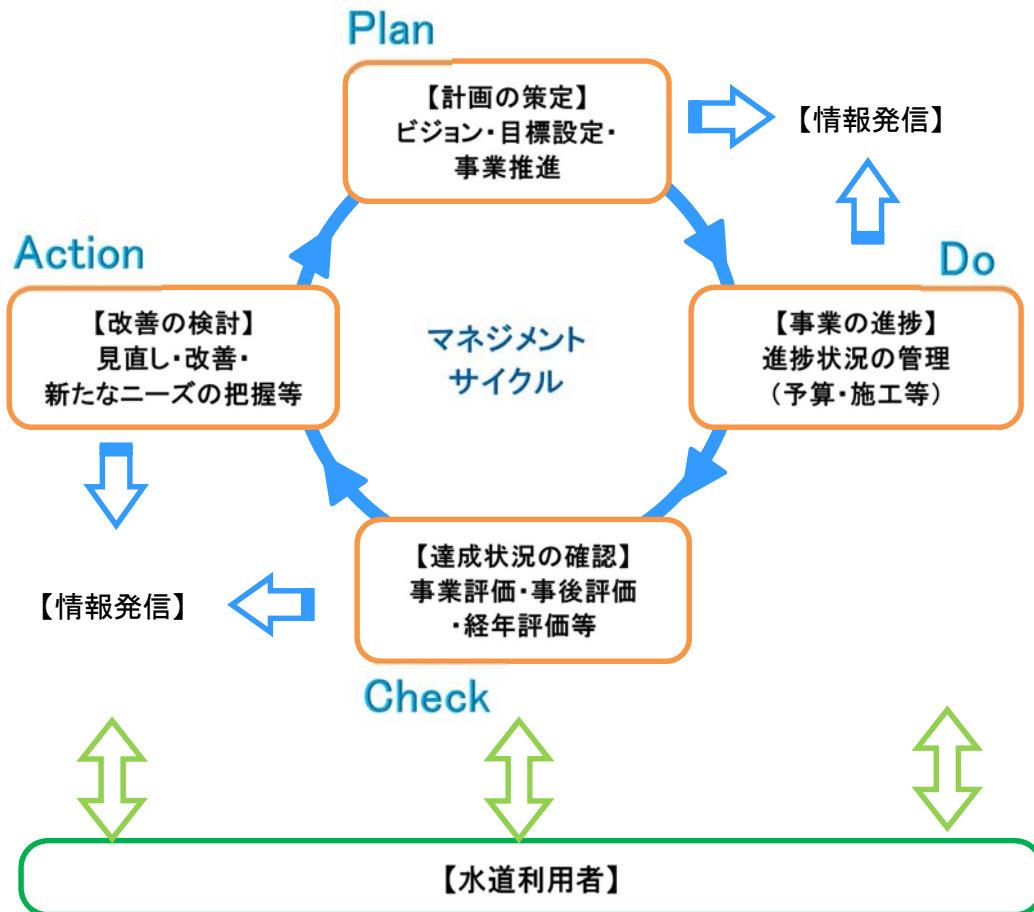 Plan
【計画の策定】
ビジョン・目標設定・
事業推進
【情報発信】
Action
Do
【改善の検討】
見直し・改善・
新たなニーズの把握等
マネジメント
サイクル
【事業の進捗】
進捗状況の管理
(予算・施工等)
【達成状況の確認】
事業評価・事後評価
・経年評価等
【情報発信】
Check
【水道利用者】